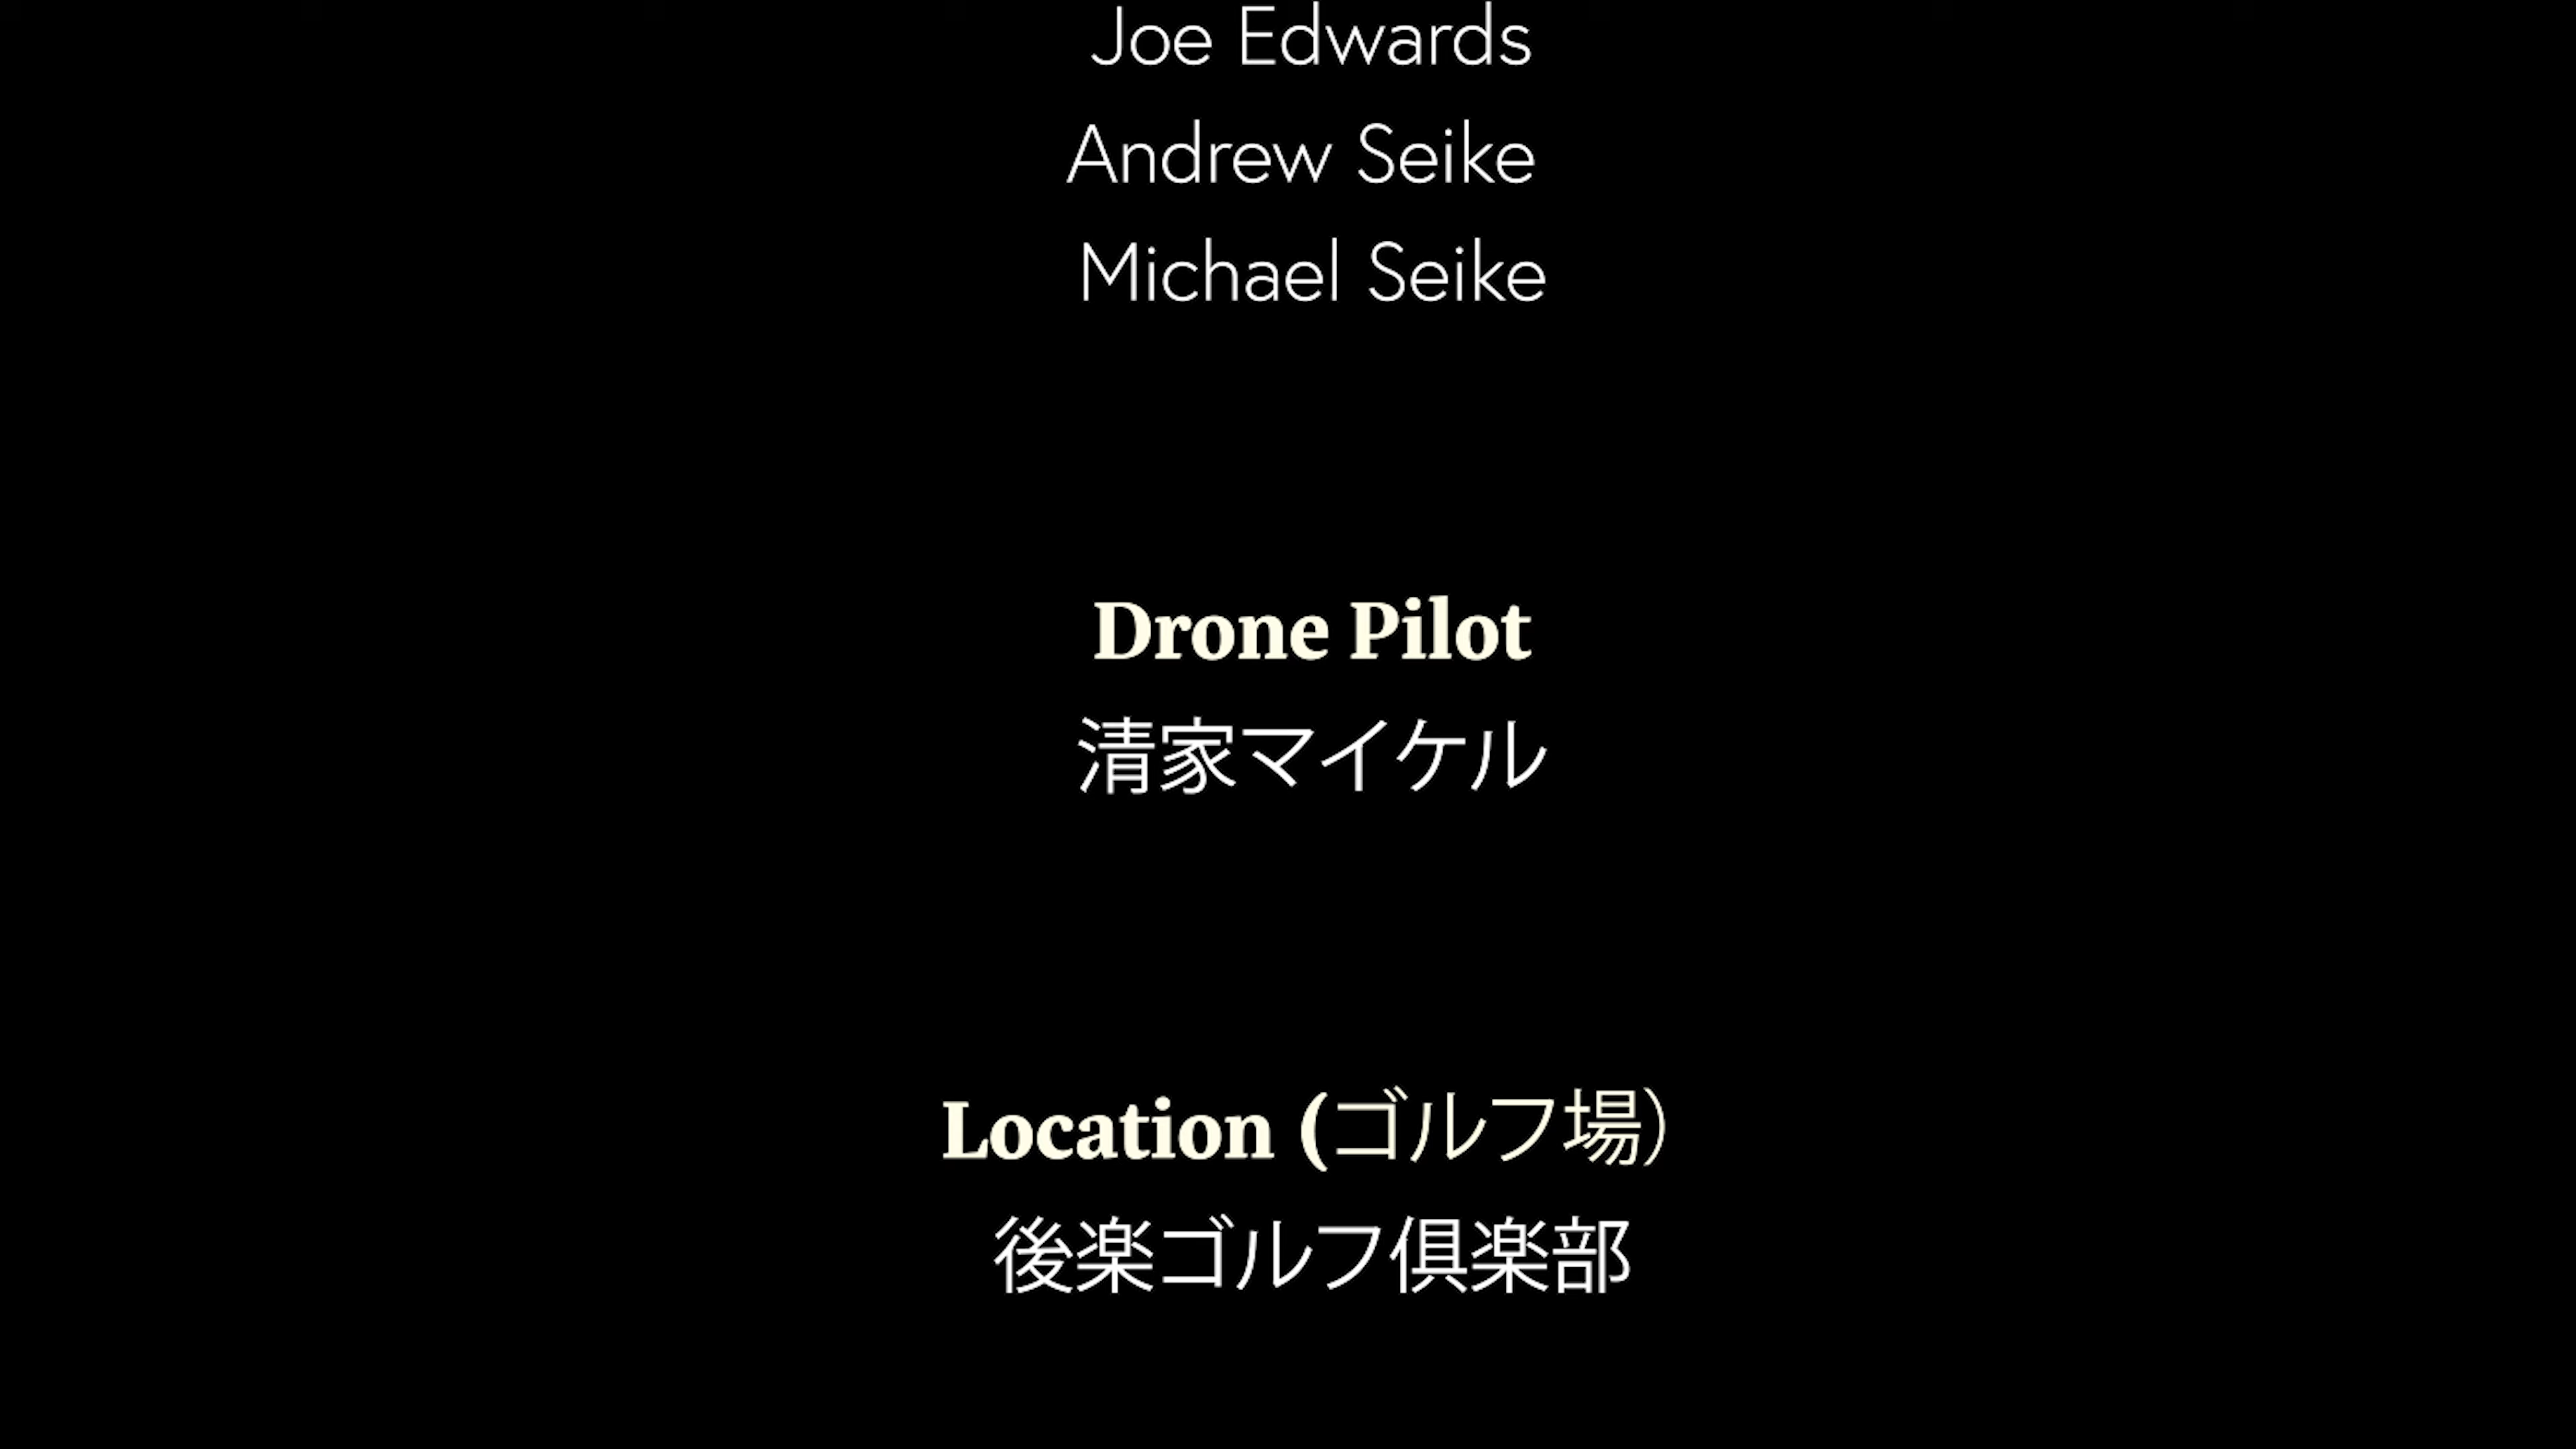 Joe Edwards
Andrew Seike
Michael Seike
Drone Pilot
清家マイケル
Location (ゴルフ場）
後楽ゴルフ倶楽部